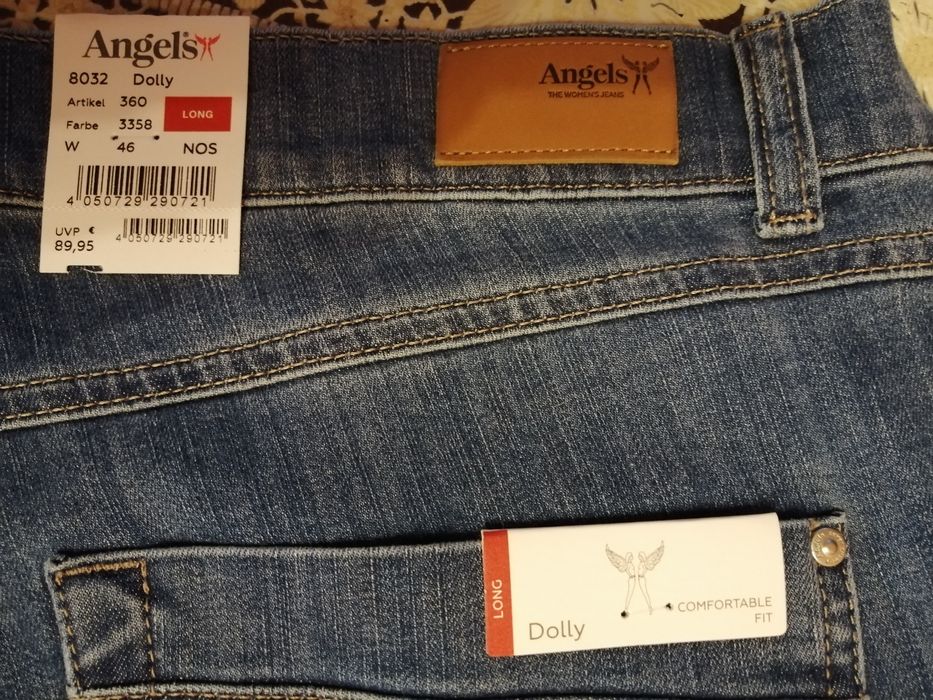 Angels
8032 Dolly
Artikel 360
LONG
Farbe 3358
W 46 NOS
4 050729 290721
UVP €
89,95
4 050729 290721
Angels
THE WOMEN'S JEANS
LONG
Dolly
COMFORTABLE
FIT